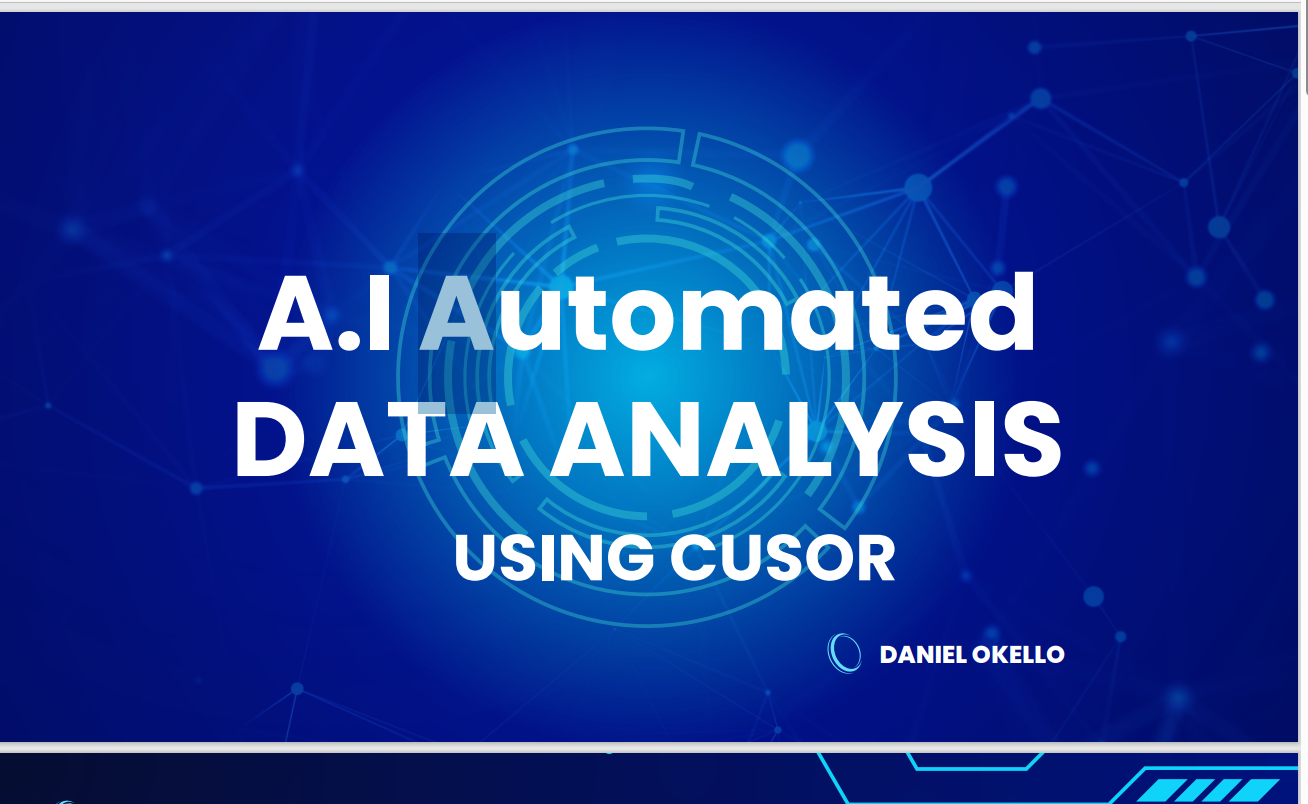 A.I Automated
DATA ANALYSIS
USING CUSOR
DANIEL OKELLO